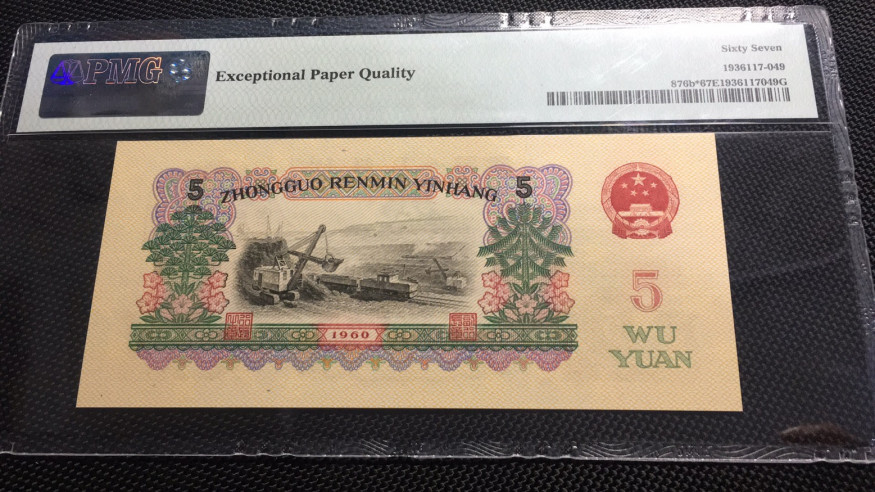 PMG
Exceptional Paper Quality
Sixty Seven
1936117-049
876b*67E1936117049G
5
ZHONGGUO RENMIN YINHANG
5
5
1960
WU
YUAN